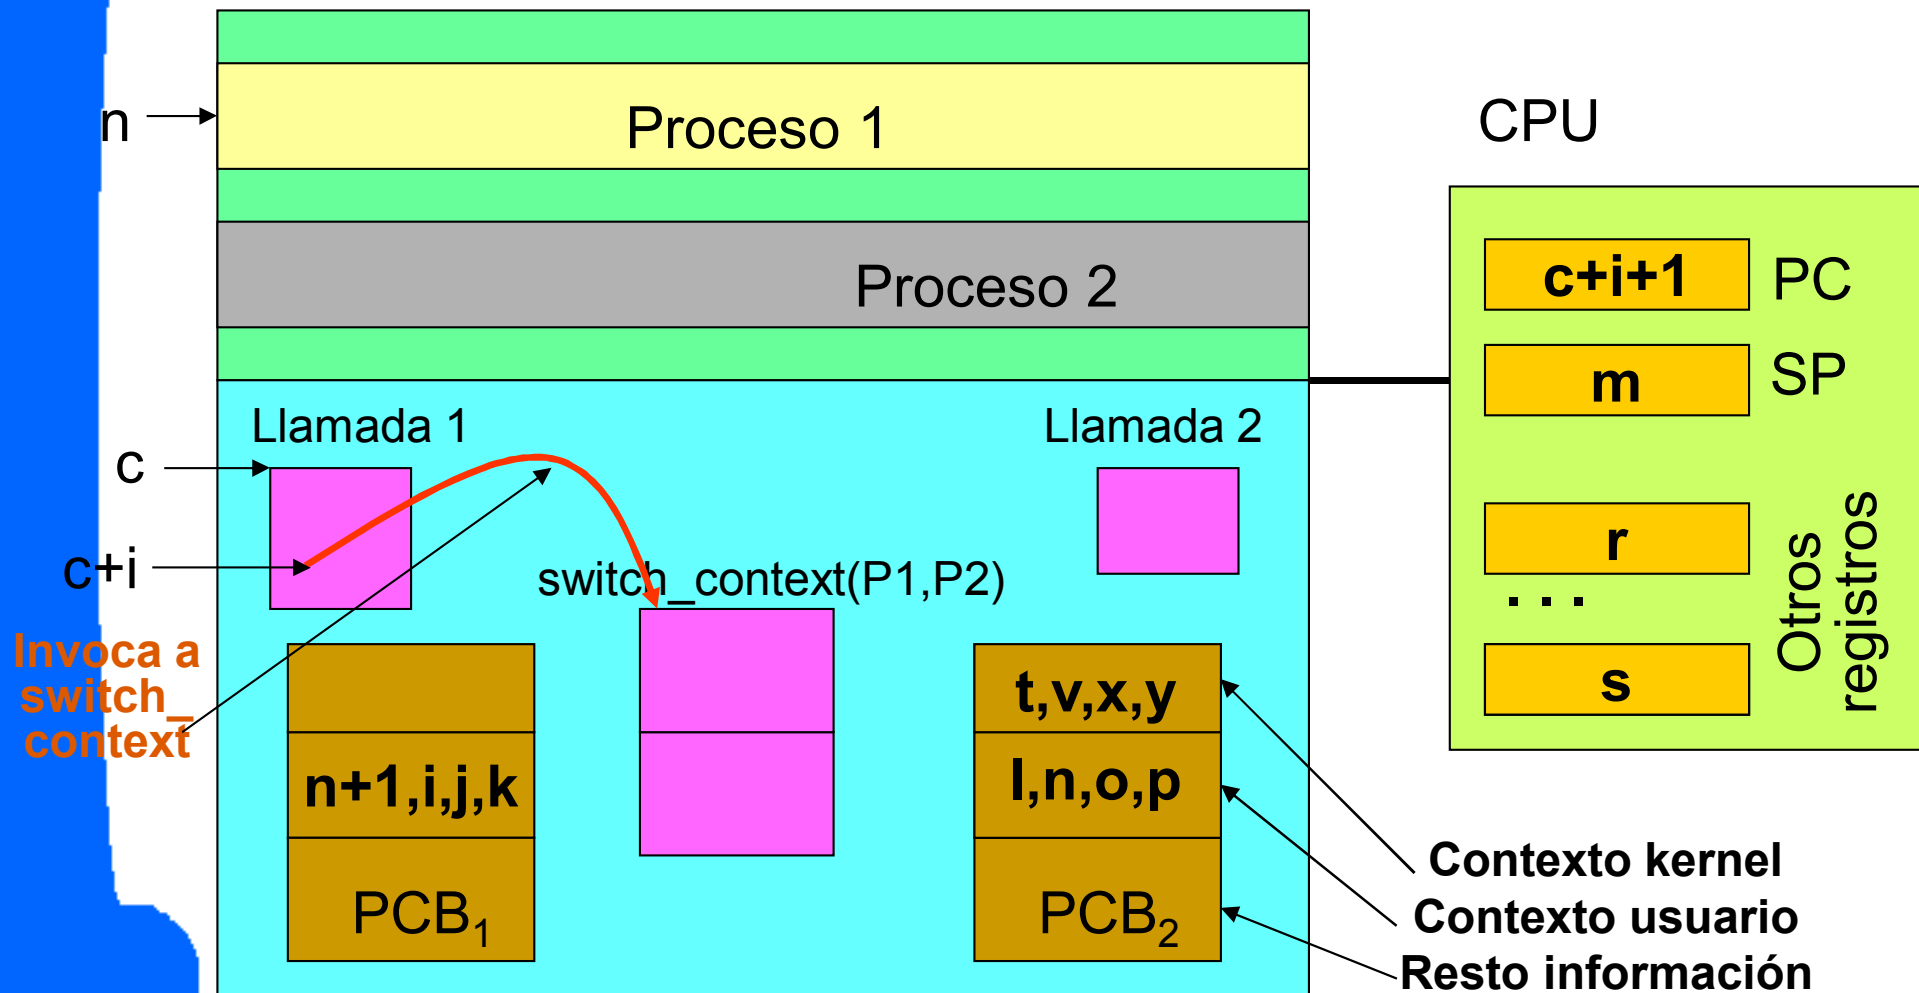 n
Proceso 1
CPU
Proceso 2
c+i+1
PC
m
SP
Llamada 1
Llamada 2
c
c+i
switch_context(P1,P2)
r
. . .
s
Otros
registros
Invoca a
switch_
context
t,v,x,y
n+1,i,j,k
l,n,o,p
PCB1
PCB2
Contexto kernel
Contexto usuario
Resto información